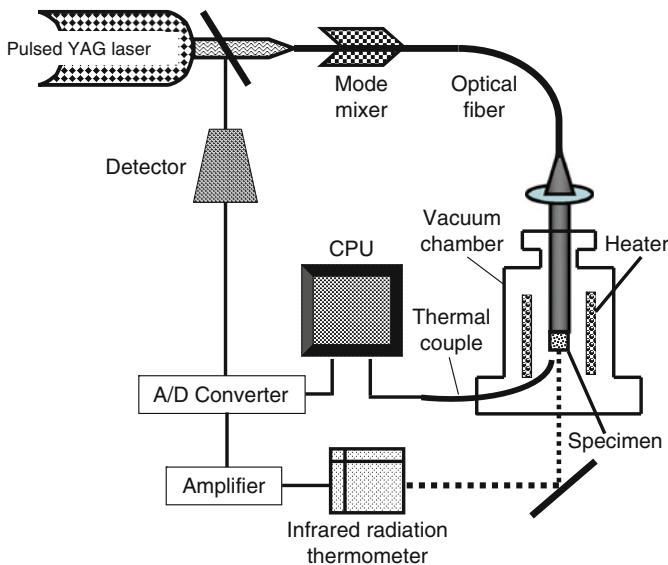 Pulsed YAG laser
Mode
mixer
Optical
fiber
Detector
Vacuum
chamber
Heater
CPU
Thermal
couple
A/D Converter
Specimen
Amplifier
Infrared radiation
thermometer